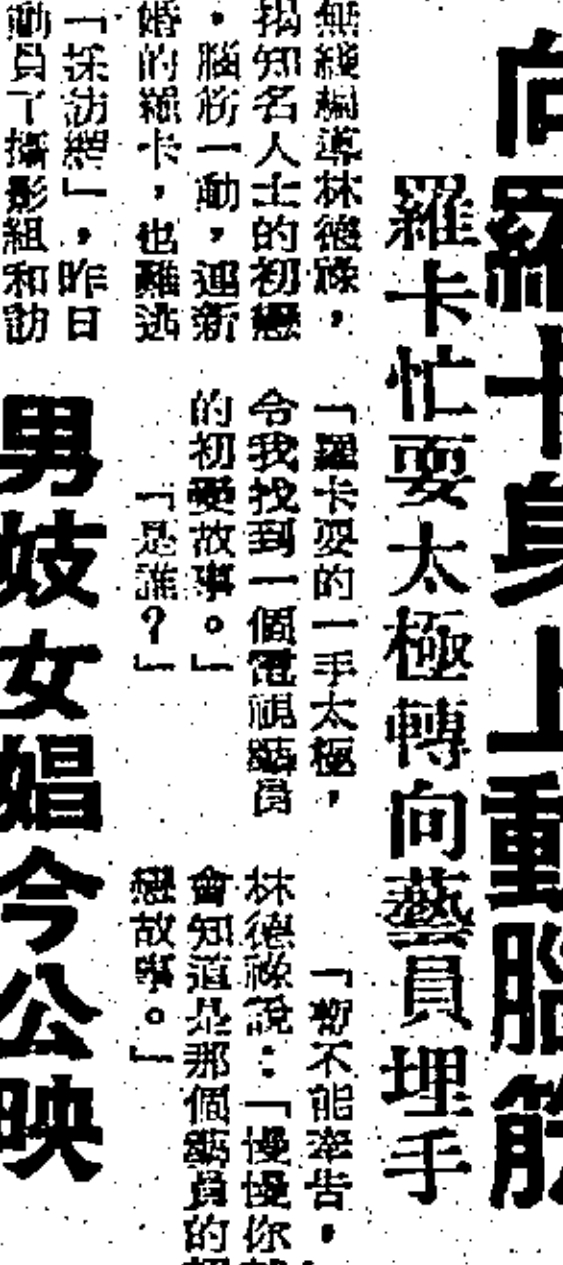 向羅卡身上動腦筋
羅卡忙耍太極轉向藝員埋手
無綫編導林德祿，
揭知名人士的初戀
，腦筋一動，連新
婚的羅卡，也難逃
「採訪網」，昨日
動員了攝影組和訪
「羅卡耍的一手太極，
令我找到一個電視藝員
的初戀故事。」
「是誰？」
「暫不能奉告，」
林德祿說：「慢慢你
會知道是那個藝員的
戀故事。」
男妓女娼今公映